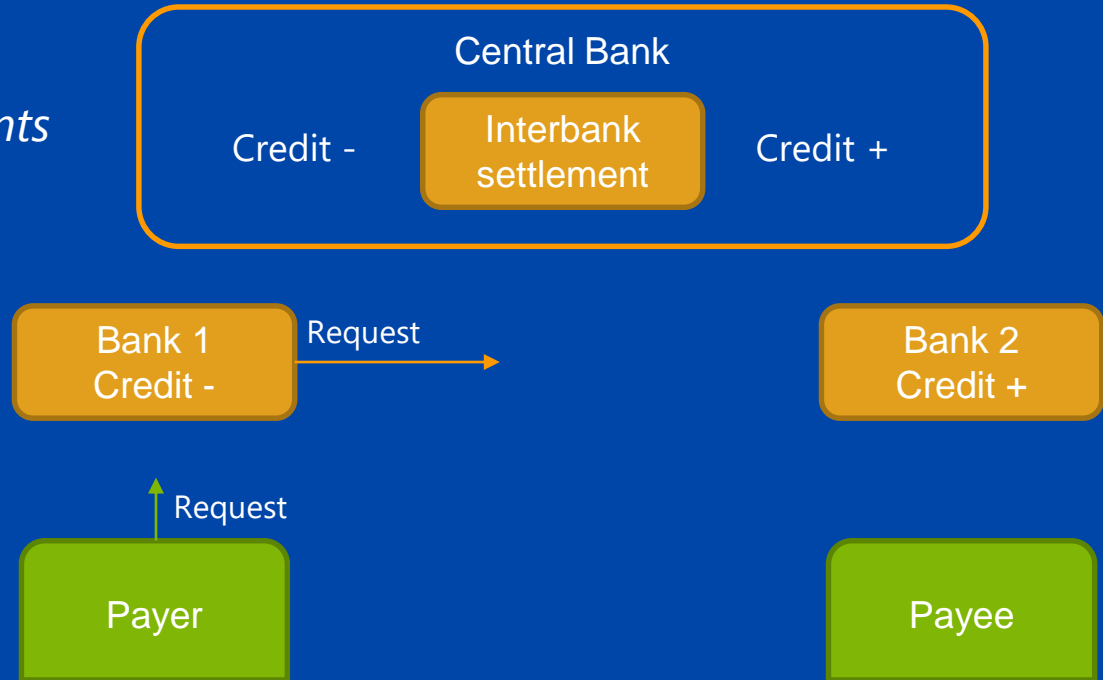 Central Bank
nts
Credit -
Interbank
settlement
Credit +
Bank 1
Credit -
Request
Bank 2
Credit +
Request
Payer
Payee